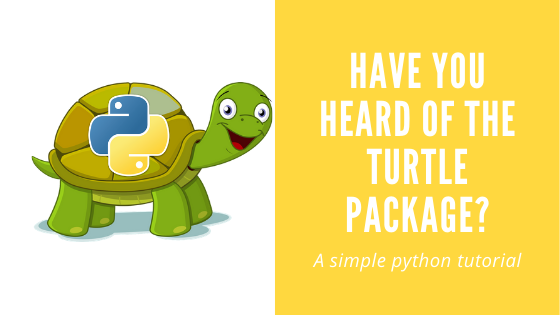 HAVE YOU
HEARD OF THE
TURTLE
PACKAGE?
A simple python tutorial